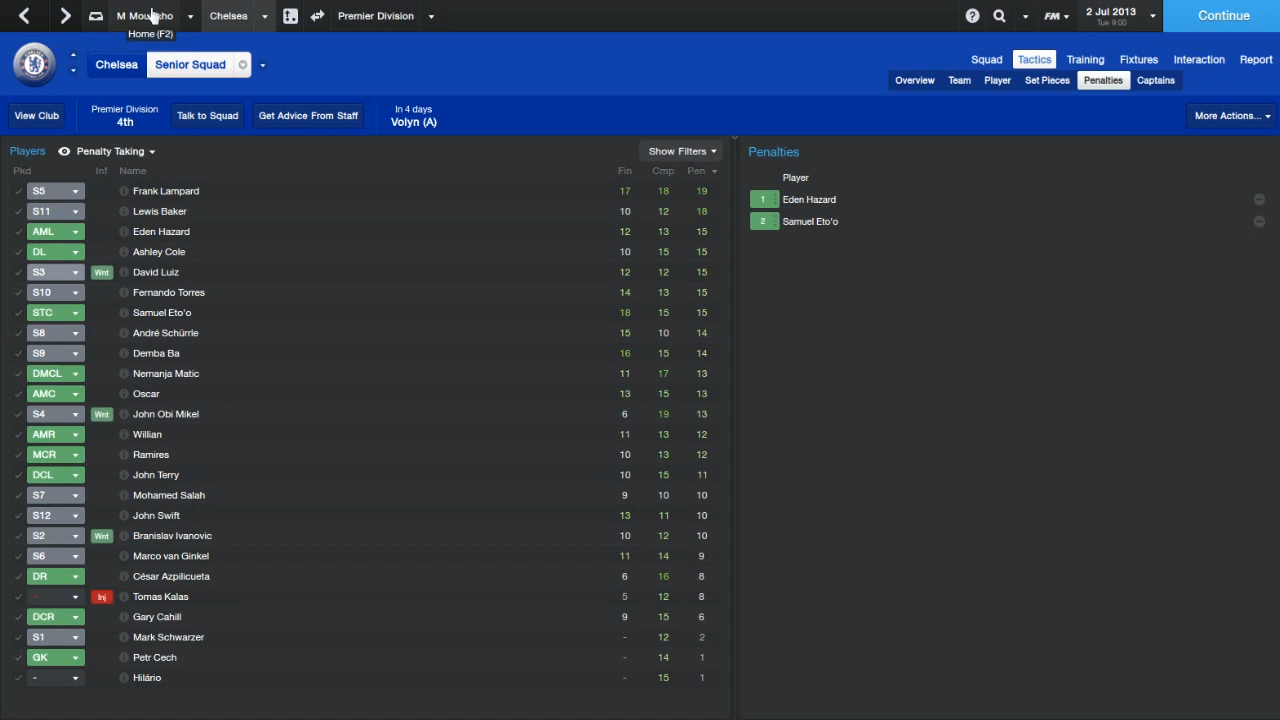 M Mou ho Chelsea Premier Division FM 2 Jul 2013 Tue 9:00 Continue
Home (F2)
Chelsea Senior Squad Squad Tactics Training Fixtures Interaction Report
Overview Team Player Set Pieces Penalties Captains
View Club Premier Division 4th Talk to Squad Get Advice From Staff In 4 days Volyn (A) More Actions...
Players Penalty Taking Show Filters Penalties
Pkd Inf Name Fin Cmp Pen Player
S5 Frank Lampard 17 18 19
1 Eden Hazard
S11 Lewis Baker 10 12 18
2 Samuel Eto'o
AML Eden Hazard 12 13 15
DL Ashley Cole 10 15 15
S3 Wnt David Luiz 12 12 15
S10 Fernando Torres 14 13 15
STC Samuel Eto'o 18 15 15
S8 André Schürrle 15 10 14
S9 Demba Ba 16 15 14
DMCL Nemanja Matic 11 17 13
AMC Oscar 13 15 13
S4 Wnt John Obi Mikel 6 19 13
AMR Willian 11 13 12
MCR Ramires 10 13 12
DCL John Terry 10 15 11
S7 Mohamed Salah 9 10 10
S12 John Swift 13 11 10
S2 Wnt Branislav Ivanovic 10 12 10
S6 Marco van Ginkel 11 14 9
DR César Azpilicueta 6 16 8
- Inj Tomas Kalas 5 12 8
DCR Gary Cahill 9 15 6
S1 Mark Schwarzer - 12 2
GK Petr Cech - 14 1
- Hilário - 15 1